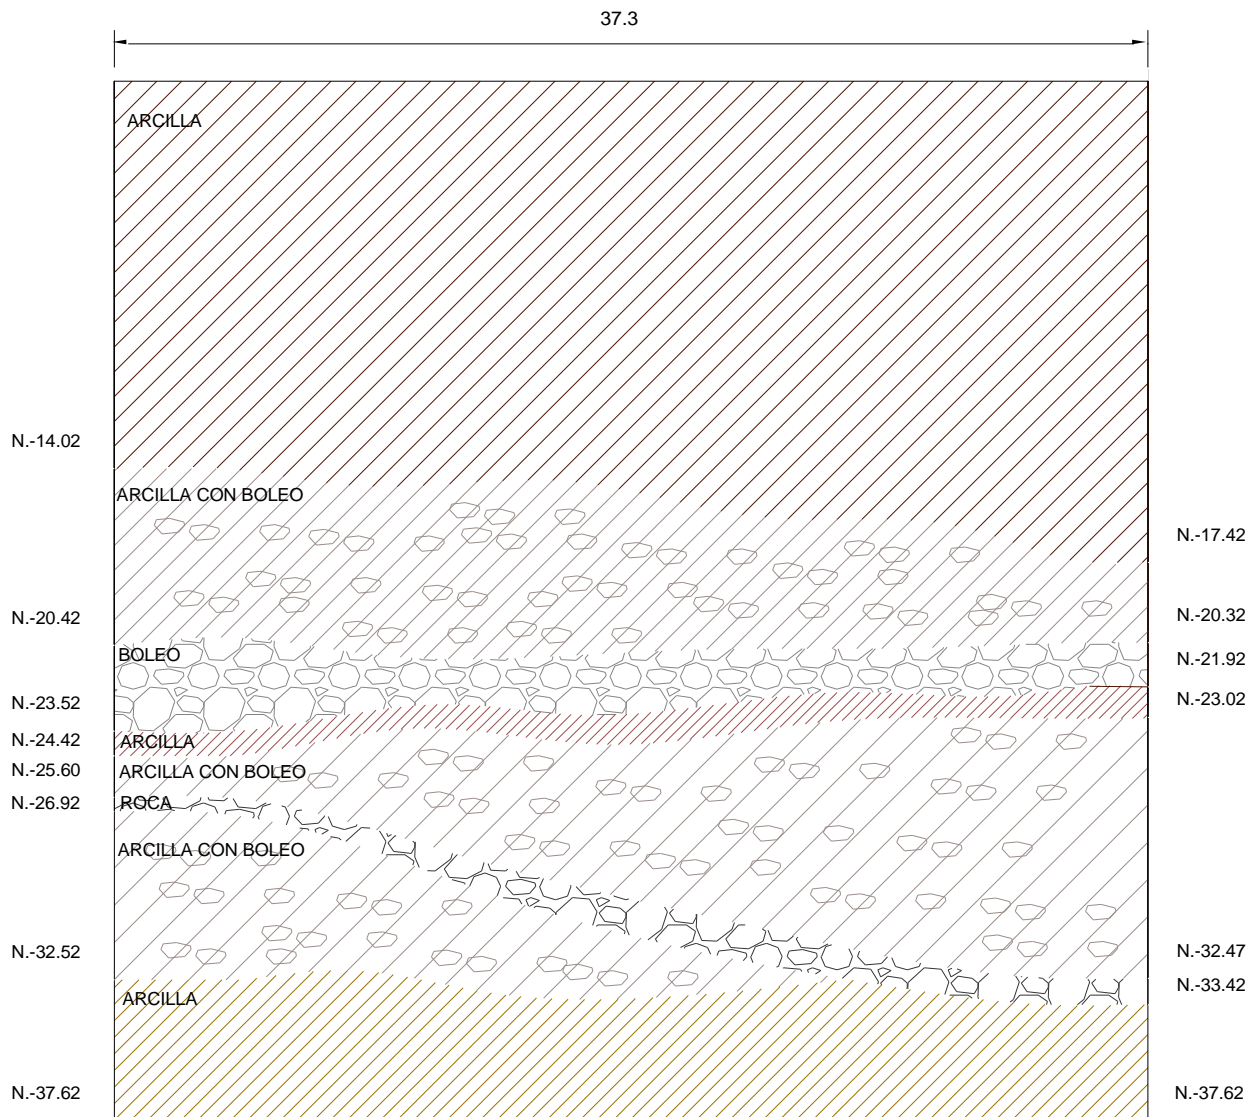 37.3
ARCILLA
N.-14.02
ARCILLA CON BOLEO
N.-17.42
N.-20.42
N.-20.32
BOLEO
N.-21.92
N.-23.52
N.-23.02
N.-24.42
ARCILLA
N.-25.60
ARCILLA CON BOLEO
N.-26.92
ROCA
ARCILLA CON BOLEO
N.-32.52
N.-32.47
N.-33.42
ARCILLA
N.-37.62
N.-37.62